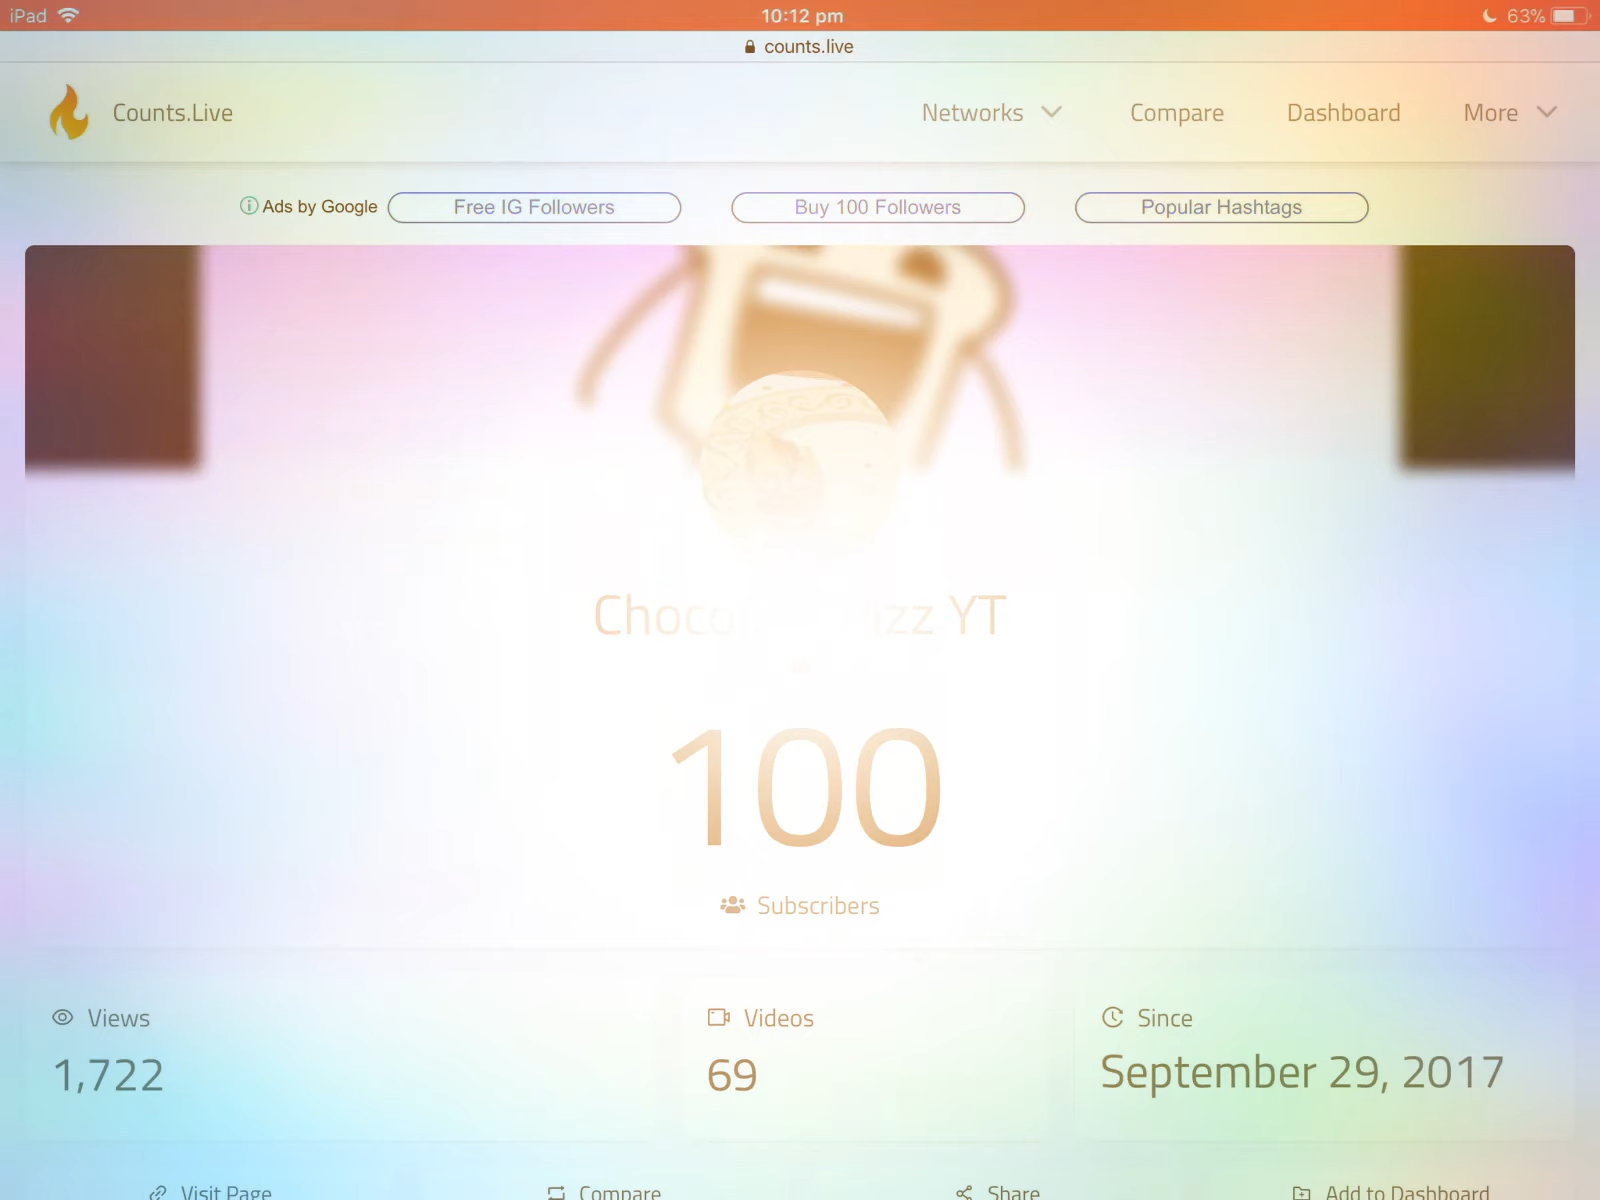 iPad 10:12 pm 63%
counts.live
Counts.Live Networks Compare Dashboard More
Ads by Google Free IG Followers Buy 100 Followers Popular Hashtags
YT
100
Subscribers
Views Videos Since
1,722 69 September 29, 2017
Visit Page Compare Share Add to Dashboard